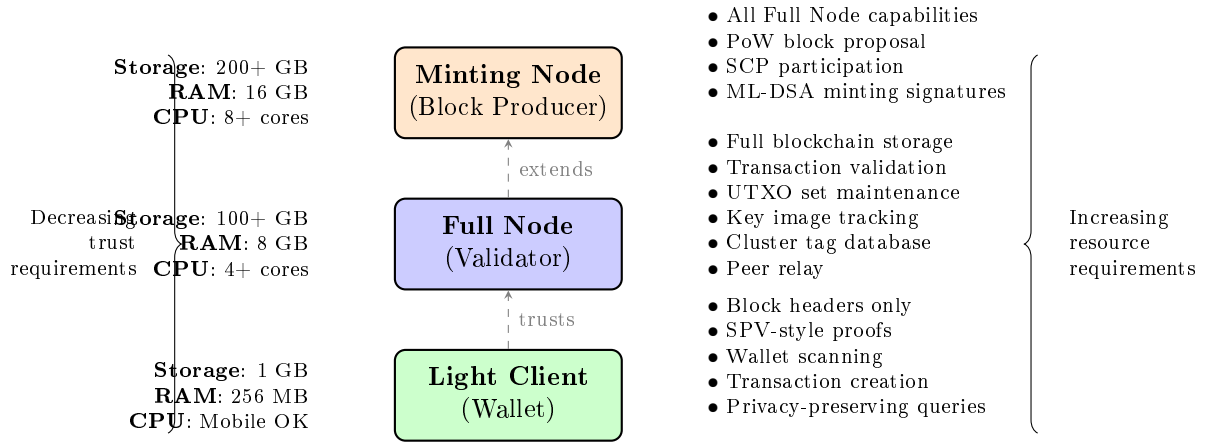 Storage: 200+ GB
RAM: 16 GB
CPU: 8+ cores
Minting Node
(Block Producer)
• All Full Node capabilities
• PoW block proposal
• SCP participation
• ML-DSA minting signatures
extends
Decreasing
trust
requirements
Storage: 100+ GB
RAM: 8 GB
CPU: 4+ cores
Full Node
(Validator)
• Full blockchain storage
• Transaction validation
• UTXO set maintenance
• Key image tracking
• Cluster tag database
• Peer relay
Increasing
resource
requirements
trusts
Storage: 1 GB
RAM: 256 MB
CPU: Mobile OK
Light Client
(Wallet)
• Block headers only
• SPV-style proofs
• Wallet scanning
• Transaction creation
• Privacy-preserving queries